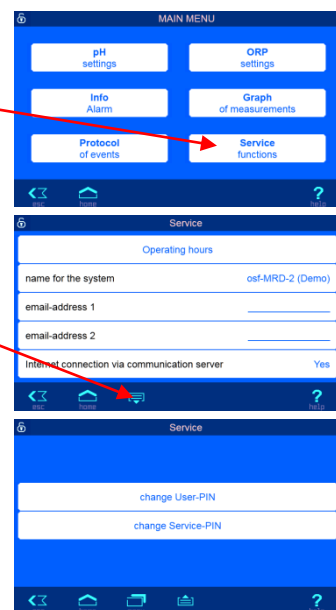 MAIN MENU
pH
settings
ORP
settings
Info
Alarm
Graph
of measurements
Protocol
of events
Service
functions
esc
home
help
Service
Operating hours
name for the system
osf-MRD-2 (Demo)
email-address 1
email-address 2
Internet connection via communication server
Yes
esc
home
help
Service
change User-PIN
change Service-PIN